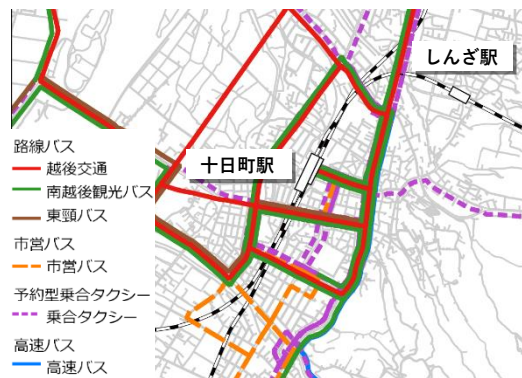 しんざ駅
十日町駅
路線バス
越後交通
南越後観光バス
東頸バス
市営バス
市営バス
予約型乗合タクシー
乗合タクシー
高速バス
高速バス